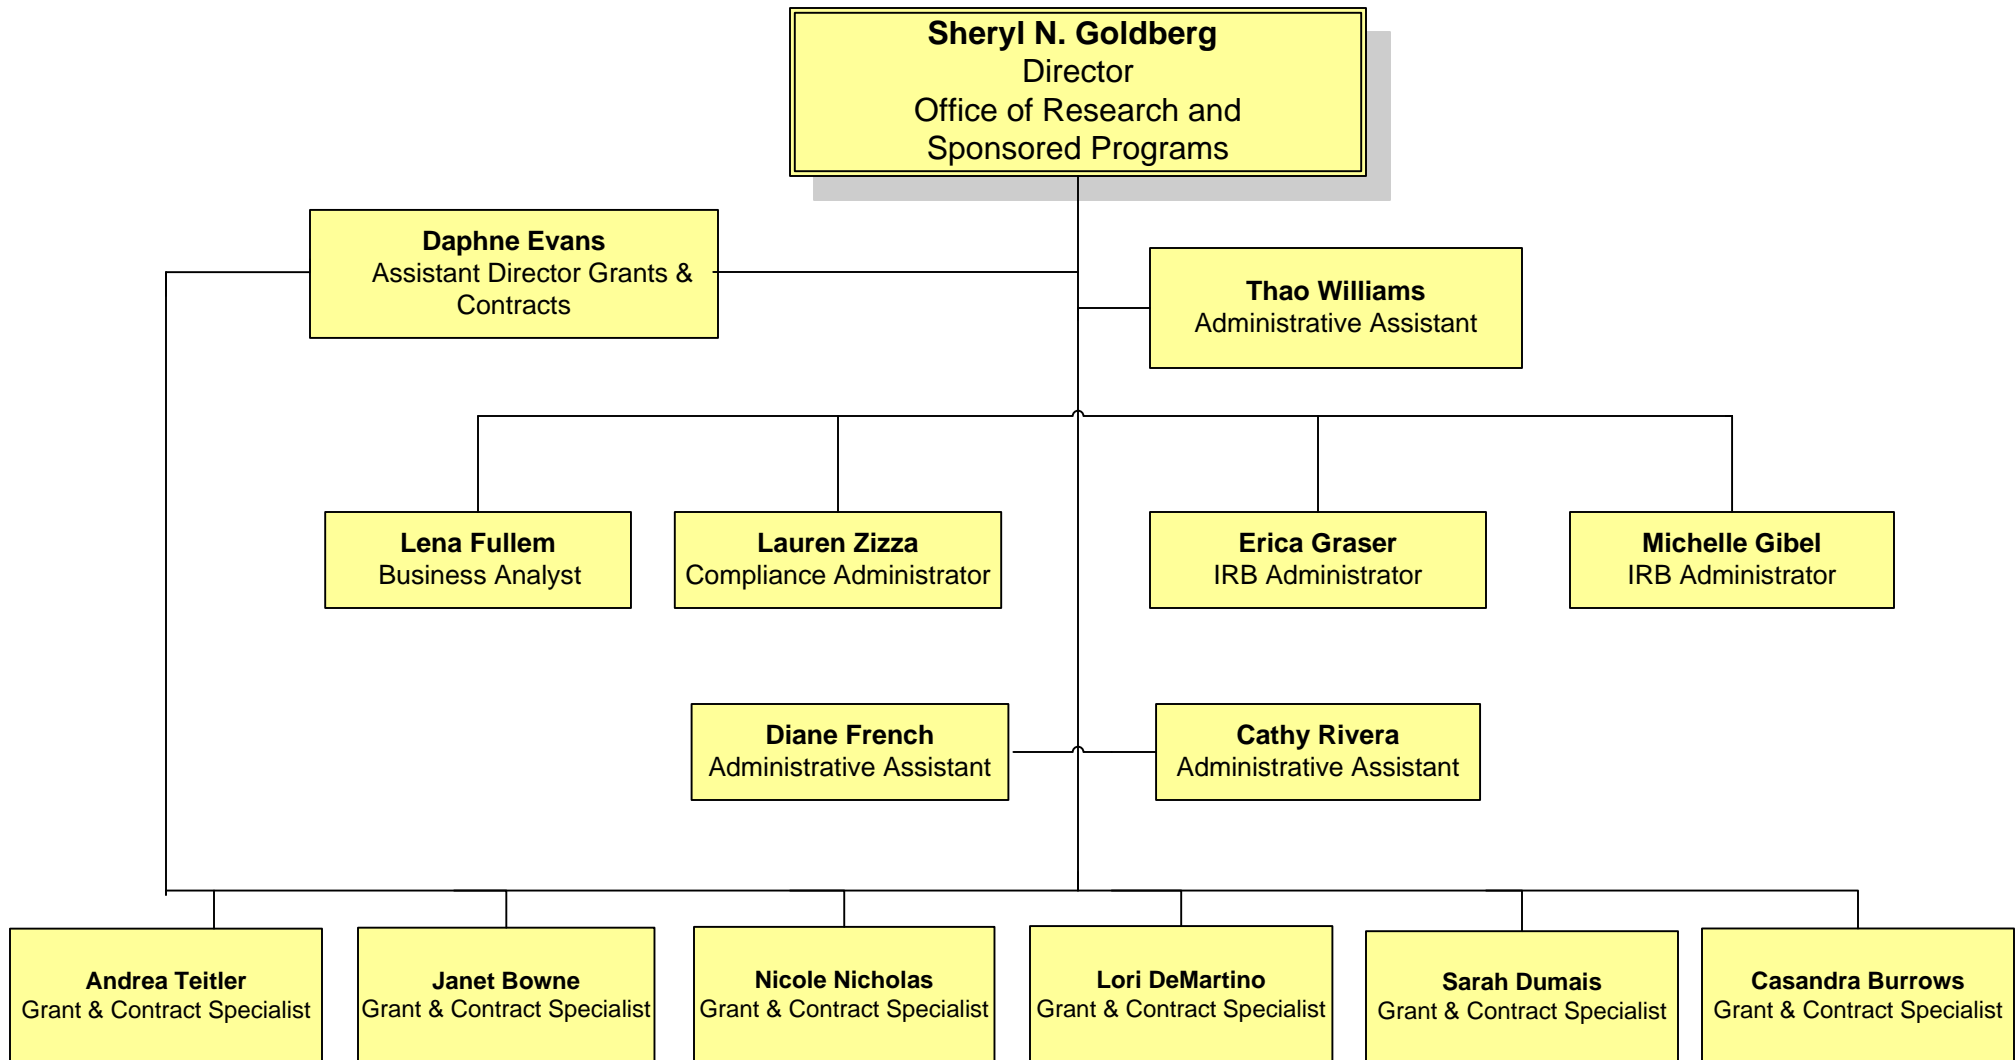 Sheryl N. Goldberg
Director
Office of Research and
Sponsored Programs
Daphne Evans
Assistant Director Grants &
Contracts
Thao Williams
Administrative Assistant
Lena Fullem
Business Analyst
Lauren Zizza
Compliance Administrator
Erica Graser
IRB Administrator
Michelle Gibel
IRB Administrator
Diane French
Administrative Assistant
Cathy Rivera
Administrative Assistant
Andrea Teitler
Grant & Contract Specialist
Janet Bowne
Grant & Contract Specialist
Nicole Nicholas
Grant & Contract Specialist
Lori DeMartino
Grant & Contract Specialist
Sarah Dumais
Grant & Contract Specialist
Casandra Burrows
Grant & Contract Specialist